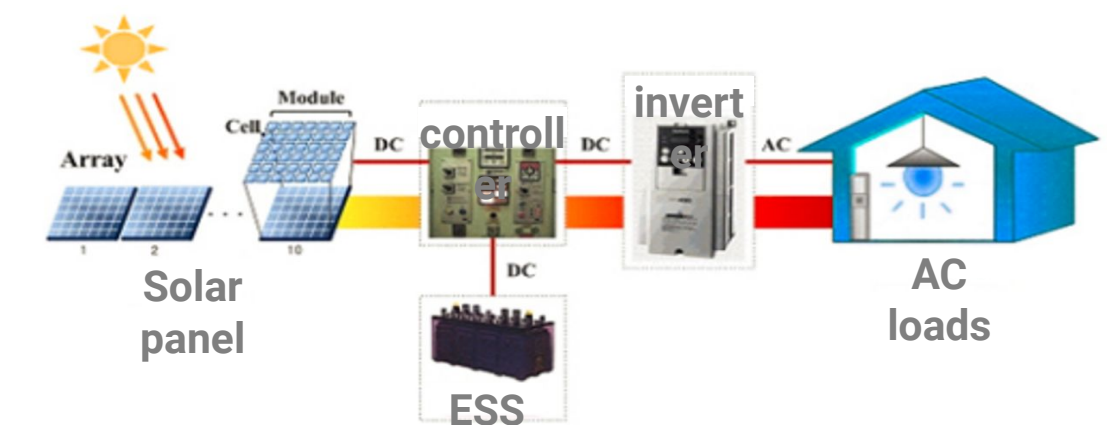 Module
Cell
Array
1
2
10
Solar
panel
DC
controll
er
DC
DC
ESS
invert
er
AC
AC
loads